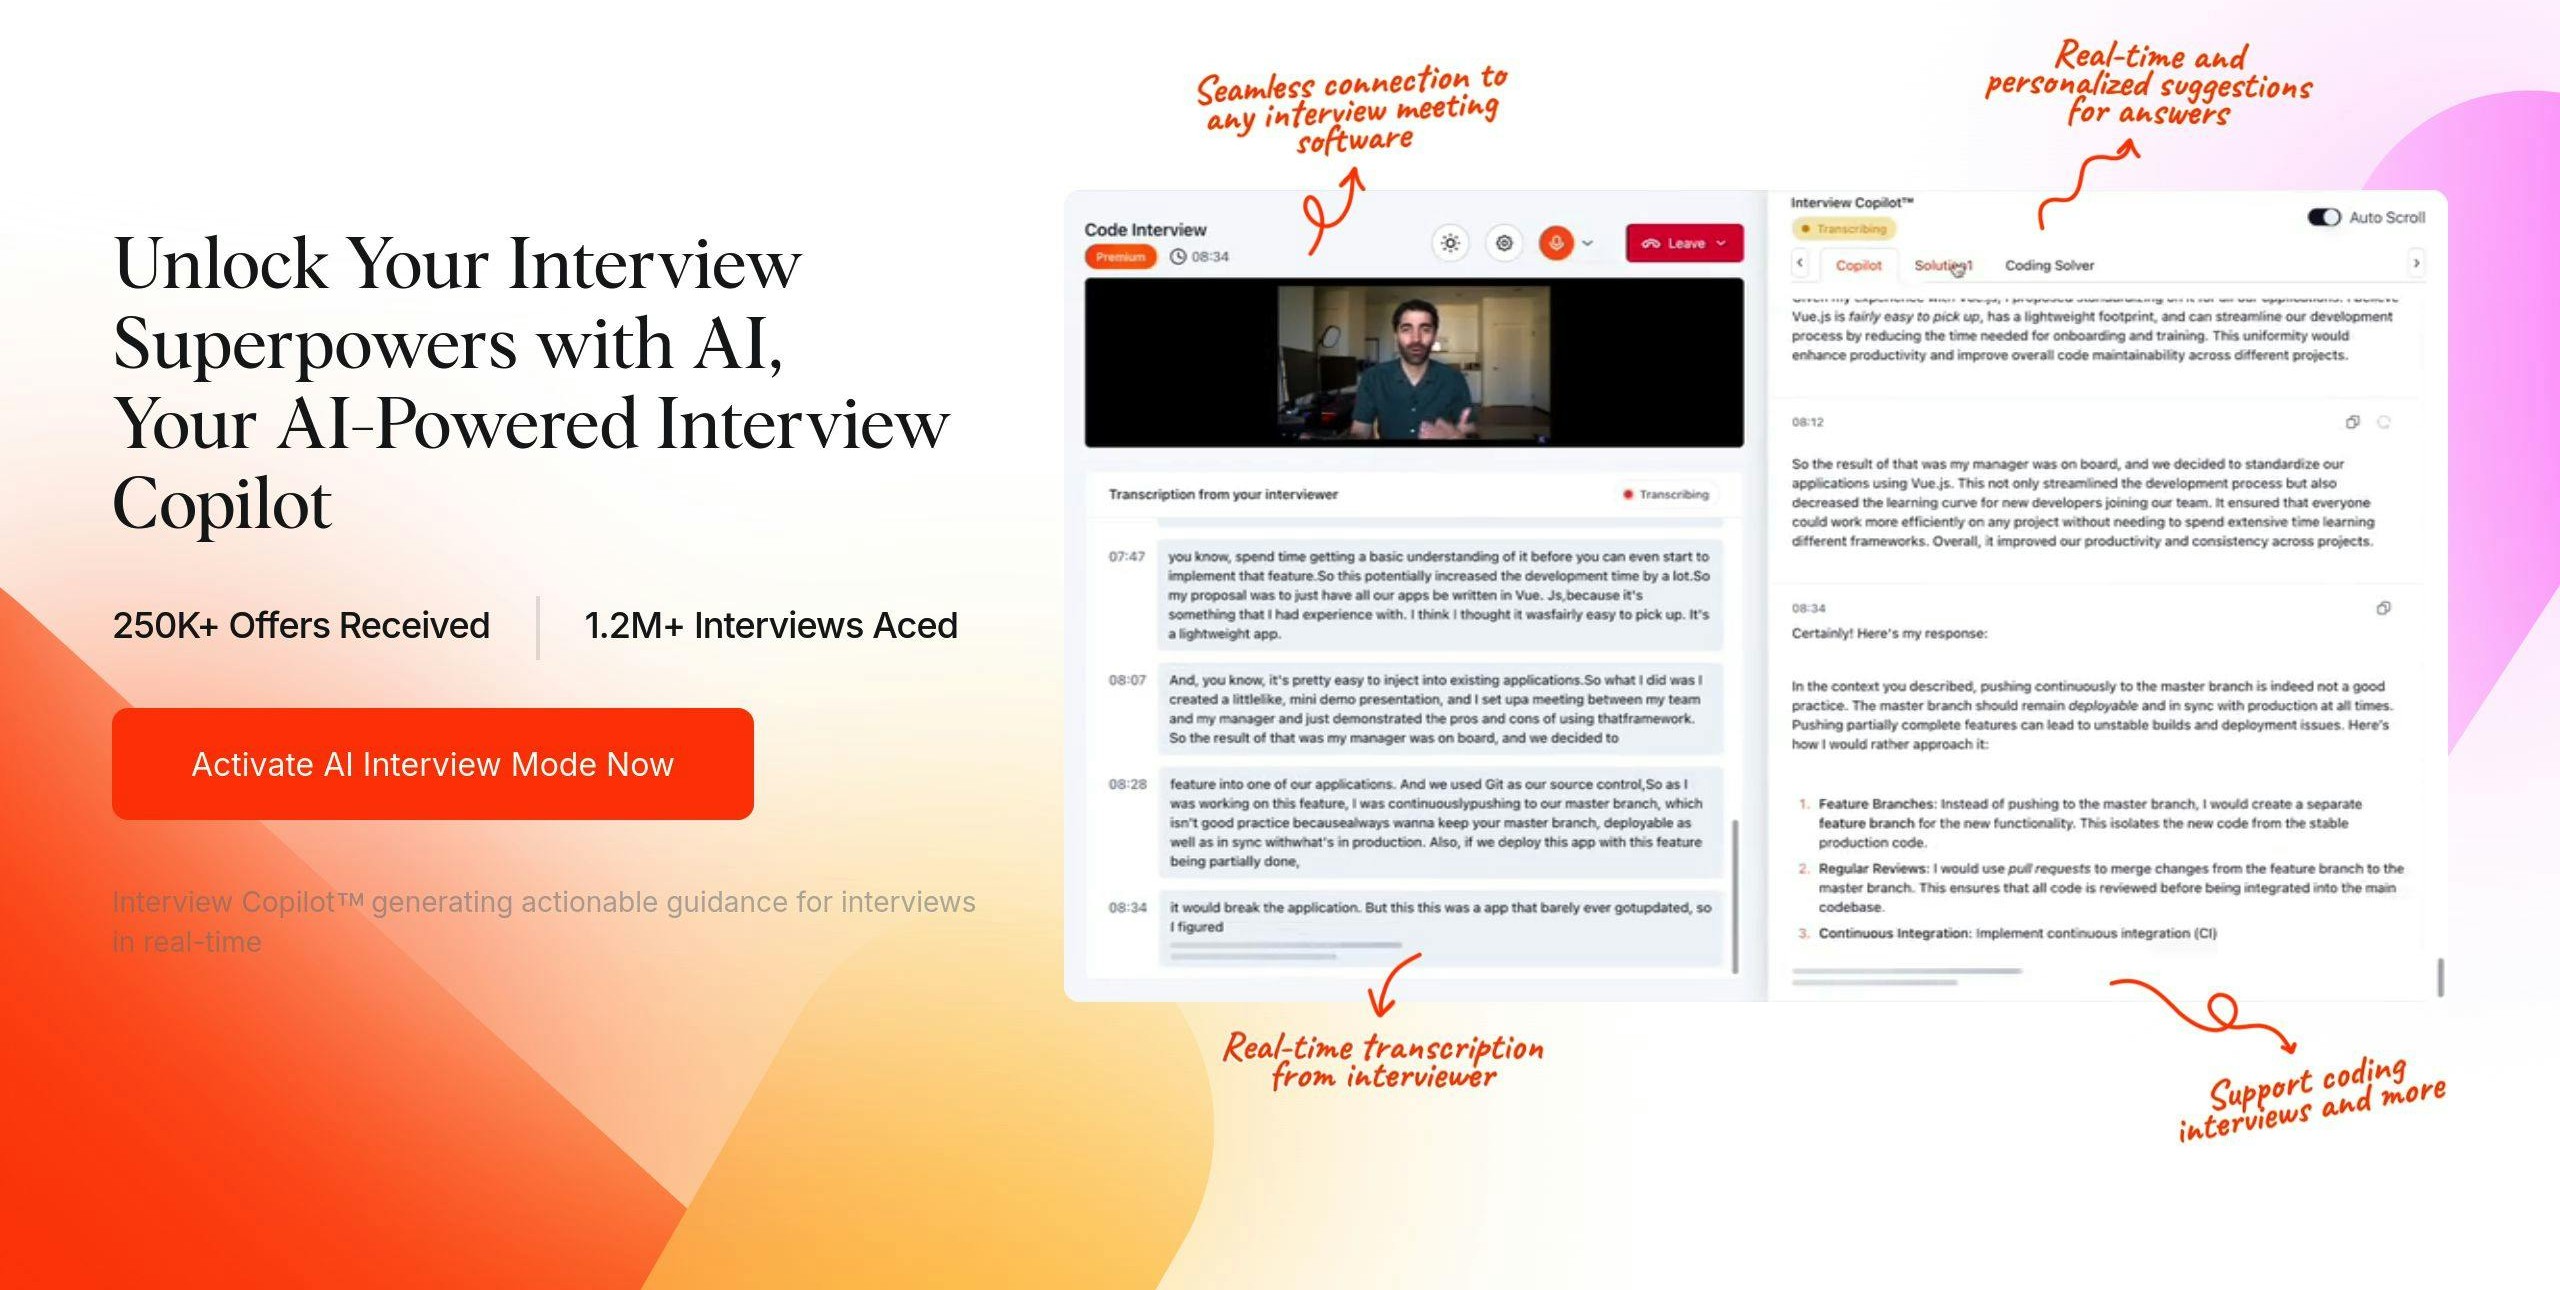 Unlock Your Interview
Superpowers with AI,
Your AI-Powered Interview
Copilot
250K+ Offers Received
1.2M+ Interviews Aced
Activate AI Interview Mode Now
Interview Copilot™ generating actionable guidance for interviews
in real-time
Seamless connection to
any interview meeting
software
Code Interview
Premium
08:34
Leave
Transcription from your interviewer
Transcribing
07:47
you know, spend time getting a basic understanding of it before you can even start to
implement that feature.So this potentially increased the development time by a lot.So
my proposal was to just have all our apps be written in Vue. Js,because it's
something that I had experience with. I think I thought it wasfairly easy to pick up. It's
a lightweight app.
08:07
And, you know, it's pretty easy to inject into existing applications.So what I did was I
created a littlelike, mini demo presentation, and I set upa meeting between my team
and my manager and just demonstrated the pros and cons of using thatframework.
So the result of that was my manager was on board, and we decided to
08:28
feature into one of our applications. And we used Git as our source control,So as I
was working on this feature, I was continuouslypushing to our master branch, which
isn't good practice becausealways wanna keep your master branch, deployable as
well as in sync withwhat's in production. Also, if we deploy this app with this feature
being partially done,
08:34
it would break the application. But this this was a app that barely ever gotupdated, so
I figured
Real-time transcription
from interviewer
Real-time and
personalized suggestions
for answers
Interview Copilot™
Transcribing
Auto Scroll
Copilot
Solution1
Coding Solver
Given my experience with Vue.js, I proposed standardizing on it for all our applications. I believe
Vue.js is fairly easy to pick up, has a lightweight footprint, and can streamline our development
process by reducing the time needed for onboarding and training. This uniformity would
enhance productivity and improve overall code maintainability across different projects.
08:12
So the result of that was my manager was on board, and we decided to standardize our
applications using Vue.js. This not only streamlined the development process but also
decreased the learning curve for new developers joining our team. It ensured that everyone
could work more efficiently on any project without needing to spend extensive time learning
different frameworks. Overall, it improved our productivity and consistency across projects.
08:34
Certainly! Here's my response:
In the context you described, pushing continuously to the master branch is indeed not a good
practice. The master branch should remain deployable and in sync with production at all times.
Pushing partially complete features can lead to unstable builds and deployment issues. Here's
how I would rather approach it:
1. Feature Branches: Instead of pushing to the master branch, I would create a separate
feature branch for the new functionality. This isolates the new code from the stable
production code.
2. Regular Reviews: I would use pull requests to merge changes from the feature branch to the
master branch. This ensures that all code is reviewed before being integrated into the main
codebase.
3. Continuous Integration: Implement continuous integration (CI)
Support coding
interviews and more